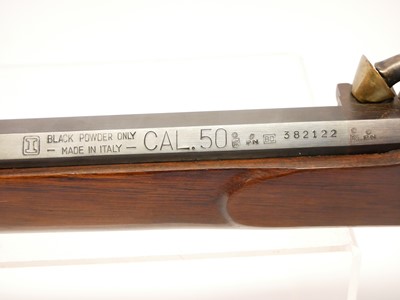 BLACK POWDER ONLY
– MADE IN ITALY –
CAL.50
382122